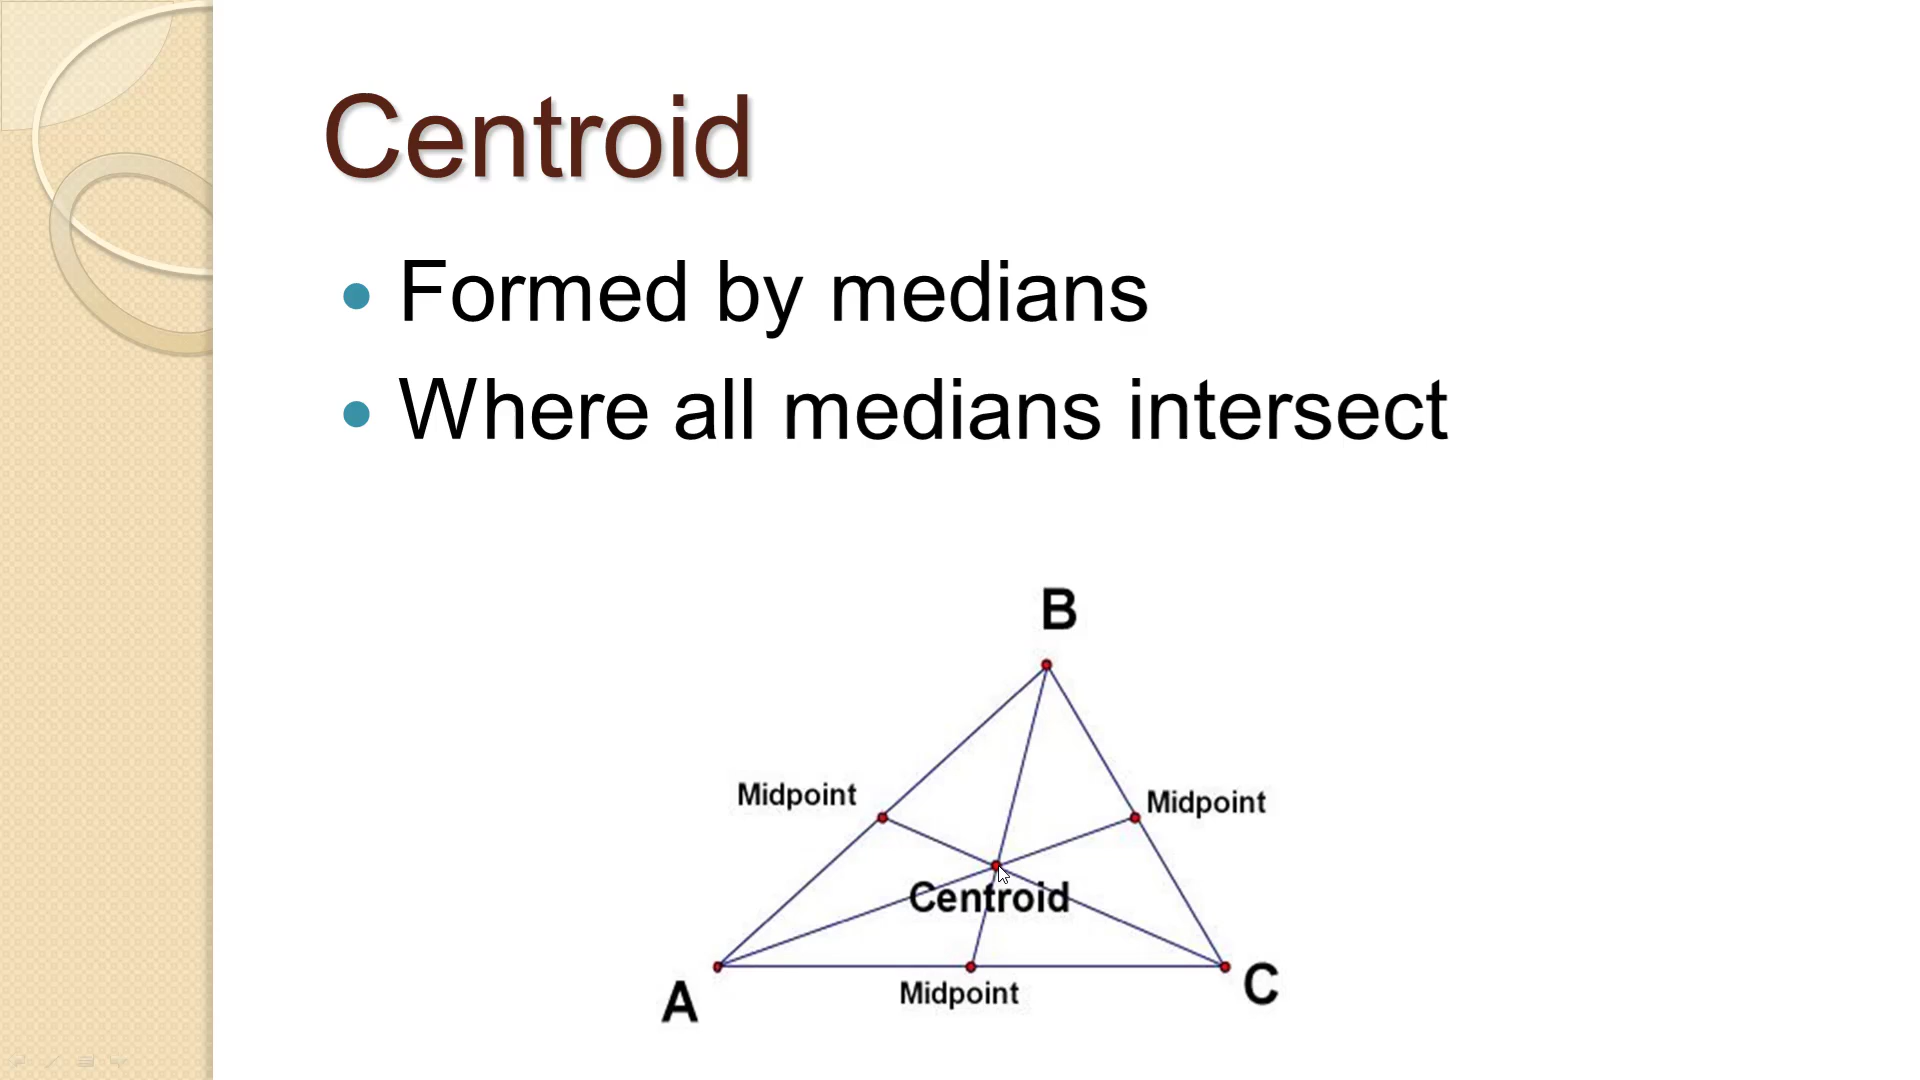 Centroid
Formed by medians
Where all medians intersect
B
Midpoint
Midpoint
Centroid
A
Midpoint
C